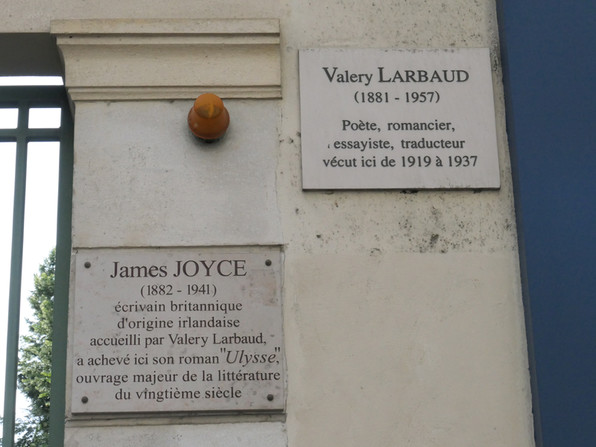 Valery LARBAUD
(1881 - 1957)
Poète, romancier,
essayiste, traducteur
vécut ici de 1919 à 1937
James JOYCE
(1882 - 1941)
écrivain britannique
d'origine irlandaise
accueilli par Valery Larbaud,
a achevé ici son roman "Ulysse",
ouvrage majeur de la littérature
du vingtième siècle